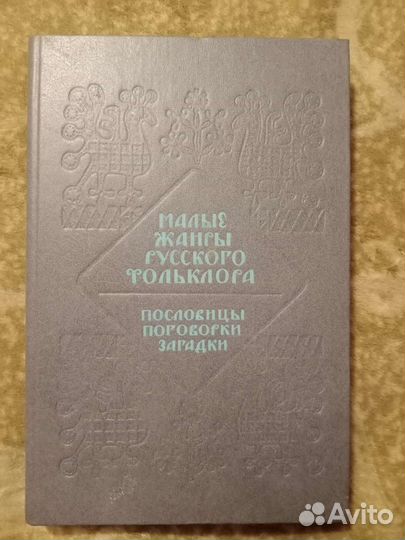 МАЛЫЕ
ЖАНРЫ
РУССКОГО
ФОЛЬКЛОРА
ПОСЛОВИЦЫ
ПОГОВОРКИ
ЗАГАДКИ
Avito